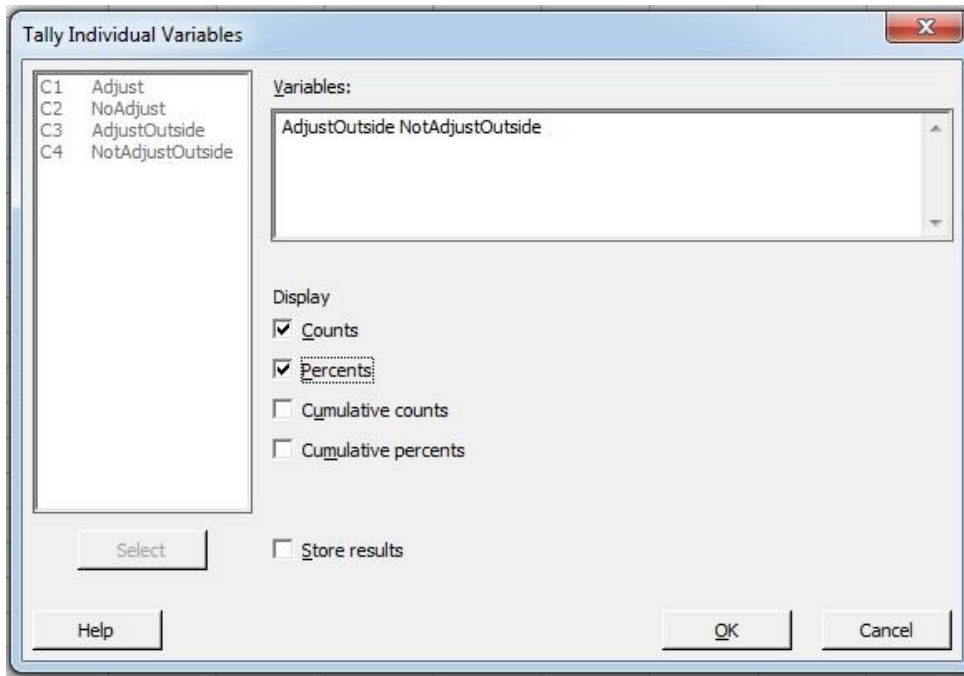 Tally Individual Variables
C1 Adjust
C2 NoAdjust
C3 AdjustOutside
C4 NotAdjustOutside
Variables:
AdjustOutside NotAdjustOutside
Display
Counts
Percents
Cumulative counts
Cumulative percents
Select
Store results
Help
OK
Cancel